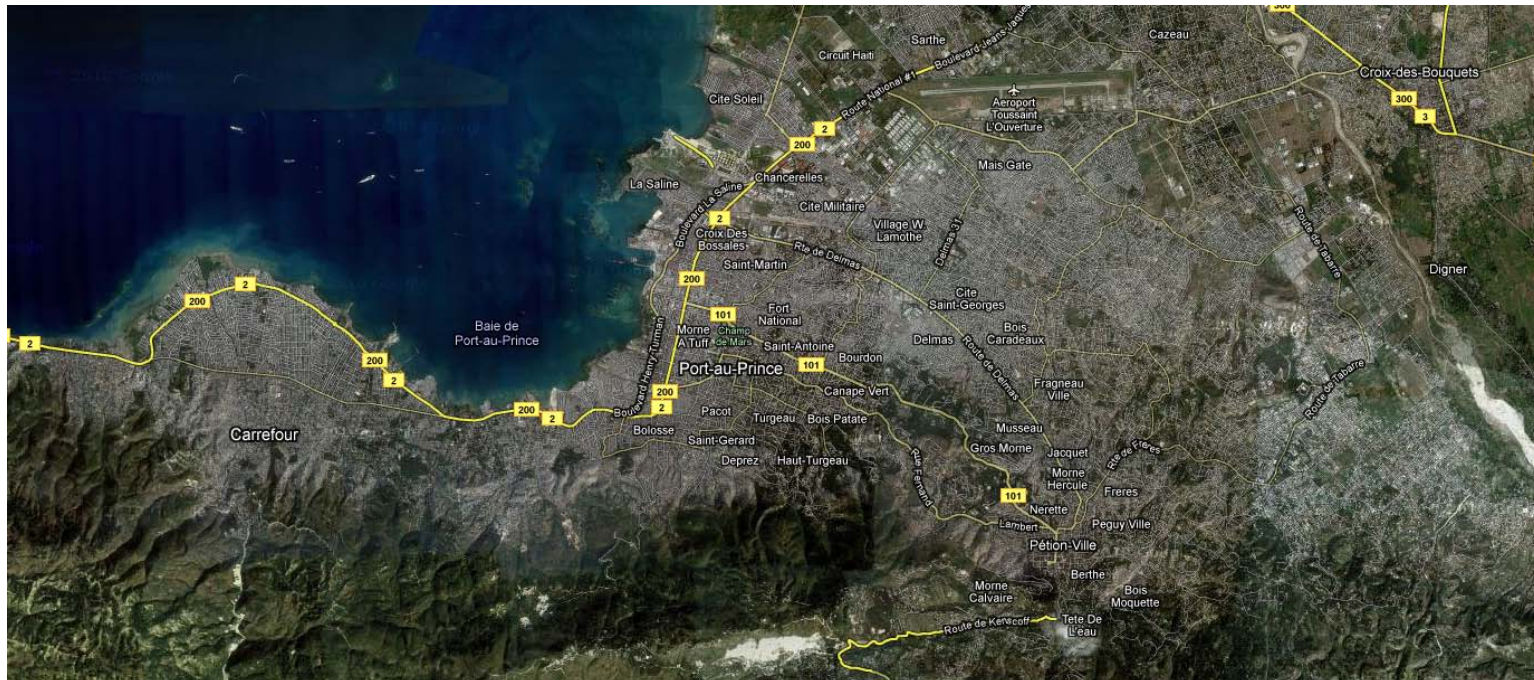 300
Sarthe
Cazeau
Circuit Haiti
Boulevard-Jeans-Jaques
Croix-des-Bouquets
Route National #1
Cite Soleil
Aeroport
Toussaint
L'Ouverture
300
3
2
200
Mais Gate
La Saline
Chancerelles
Boulevard La Saline
Cite Militaire
2
Village W.
Lamothe
Delmas 31
Croix Des
Bossales
Rte de Delmas
Route de Tabarre
Saint-Martin
Digner
200
2
200
Cite
Saint-Georges
101
Fort
National
Baie de
Port-au-Prince
Morne
A Tuff
Champ
de Mars
Bois
Caradeaux
2
Boulevard Henry-Turman
Saint-Antoine
Delmas
Route de Delmas
200
Bourdon
101
Port-au-Prince
2
Canape Vert
Fragneau
Ville
Route de Tabarre
200
2
200
2
Pacot
Turgeau
Bois Patate
Carrefour
Bolosse
Musseau
Saint-Gerard
Gros Morne
Jacquet
Rte de Freres
Deprez
Haut-Turgeau
Rue Fernand
Morne
Hercule
101
Freres
Nerette
Lambert
Peguy Ville
Pétion-Ville
Berthe
Morne
Calvaire
Bois
Moquette
Route de Kenscoff
Tete De
L'eau